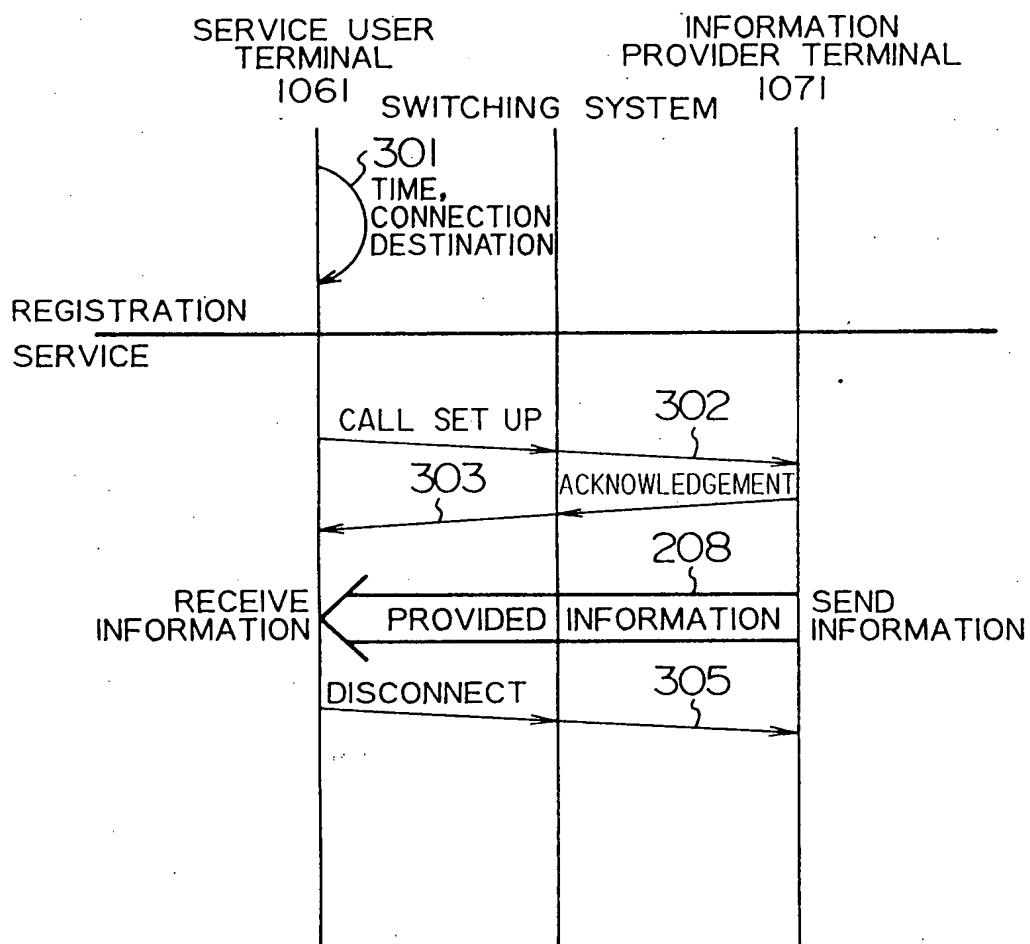 SERVICE USER
TERMINAL
1061
INFORMATION
PROVIDER TERMINAL
1071
SWITCHING SYSTEM
301
TIME,
CONNECTION
DESTINATION
REGISTRATION
SERVICE
CALL SET UP
302
303
ACKNOWLEDGEMENT
208
RECEIVE
INFORMATION
PROVIDED INFORMATION
SEND
INFORMATION
DISCONNECT
305